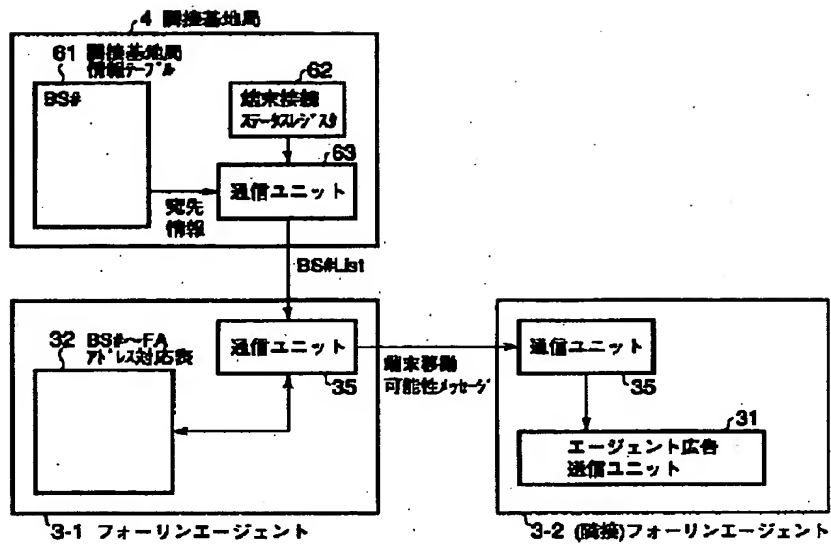 4 隣接基地局
61 隣接基地局
情報テーブル
BS#
62
端末接続
ステータスレジスタ
63
通信ユニット
宛先
情報
BS#List
32 BS#～FA
アドレス対応表
通信ユニット
35
端末移動
可能性メッセージ
通信ユニット
35
31
エージェント広告
送信ユニット
3-1 フォーリンエージェント
3-2 (隣接)フォーリンエージェント